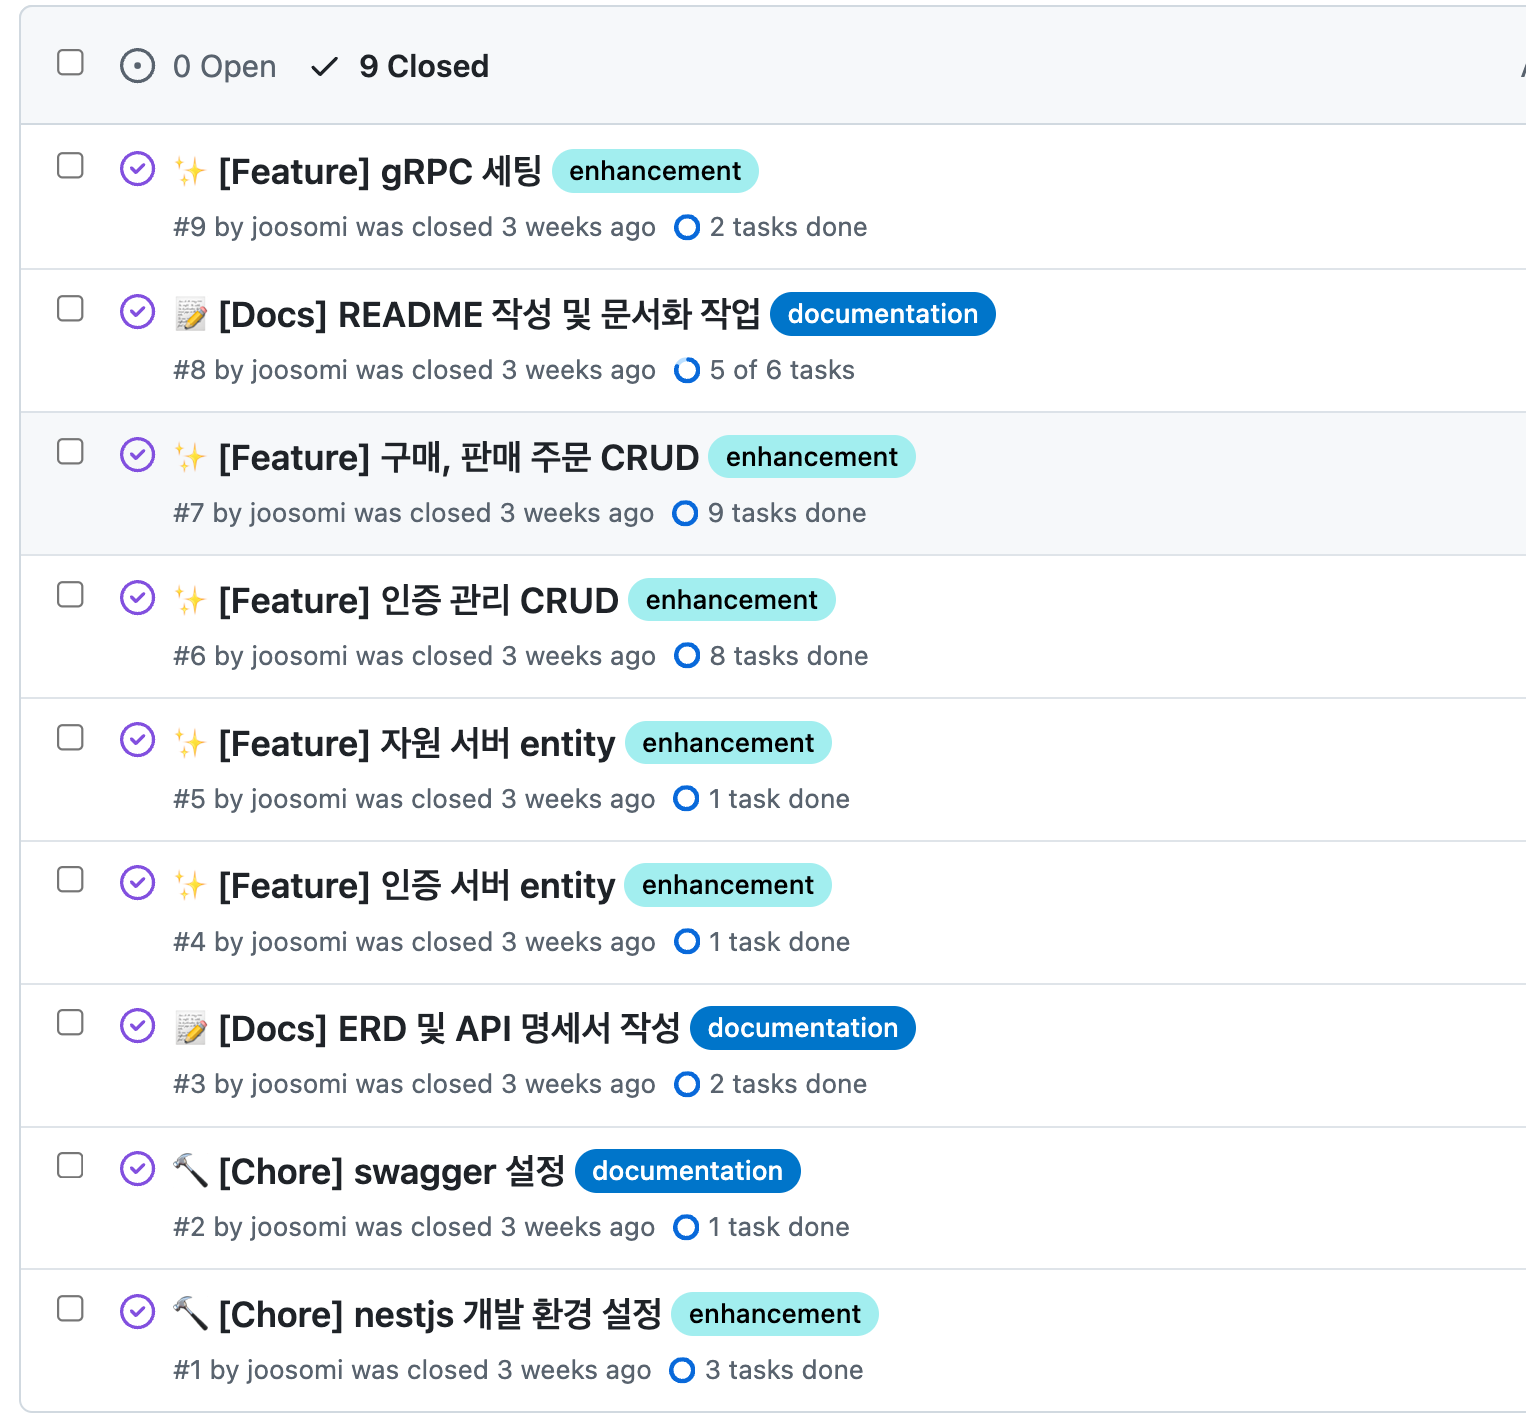 0 Open 9 Closed
✨ [Feature] gRPC 세팅 enhancement
#9 by joosomi was closed 3 weeks ago 2 tasks done
📝 [Docs] README 작성 및 문서화 작업 documentation
#8 by joosomi was closed 3 weeks ago 5 of 6 tasks
✨ [Feature] 구매, 판매 주문 CRUD enhancement
#7 by joosomi was closed 3 weeks ago 9 tasks done
✨ [Feature] 인증 관리 CRUD enhancement
#6 by joosomi was closed 3 weeks ago 8 tasks done
✨ [Feature] 자원 서버 entity enhancement
#5 by joosomi was closed 3 weeks ago 1 task done
✨ [Feature] 인증 서버 entity enhancement
#4 by joosomi was closed 3 weeks ago 1 task done
📝 [Docs] ERD 및 API 명세서 작성 documentation
#3 by joosomi was closed 3 weeks ago 2 tasks done
🔨 [Chore] swagger 설정 documentation
#2 by joosomi was closed 3 weeks ago 1 task done
🔨 [Chore] nestjs 개발 환경 설정 enhancement
#1 by joosomi was closed 3 weeks ago 3 tasks done